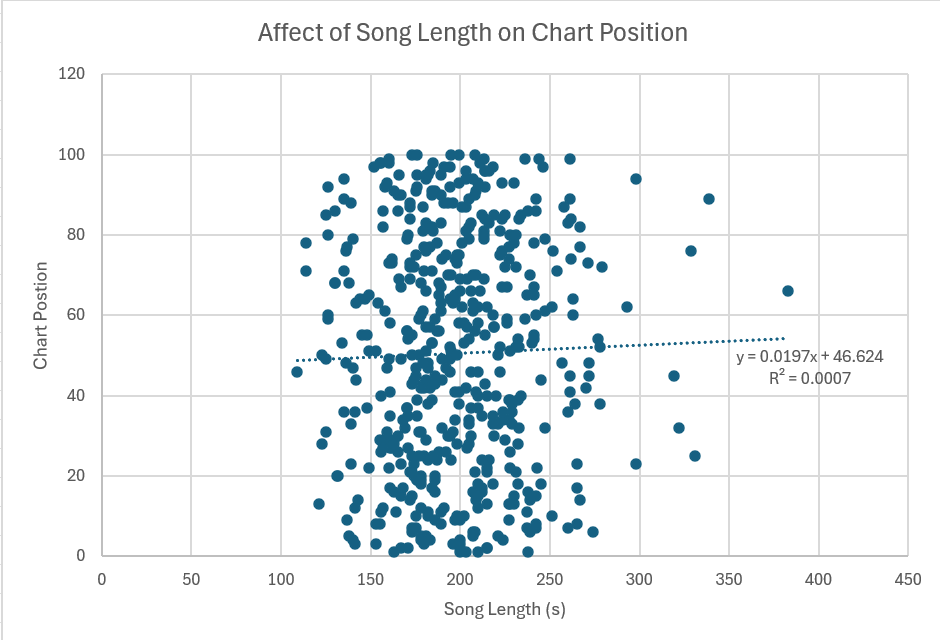 Affect of Song Length on Chart Position
120
100
80
60
40
20
0
Chart Postion
y = 0.0197x + 46.624
R² = 0.0007
0 50 100 150 200 250 300 350 400 450
Song Length (s)